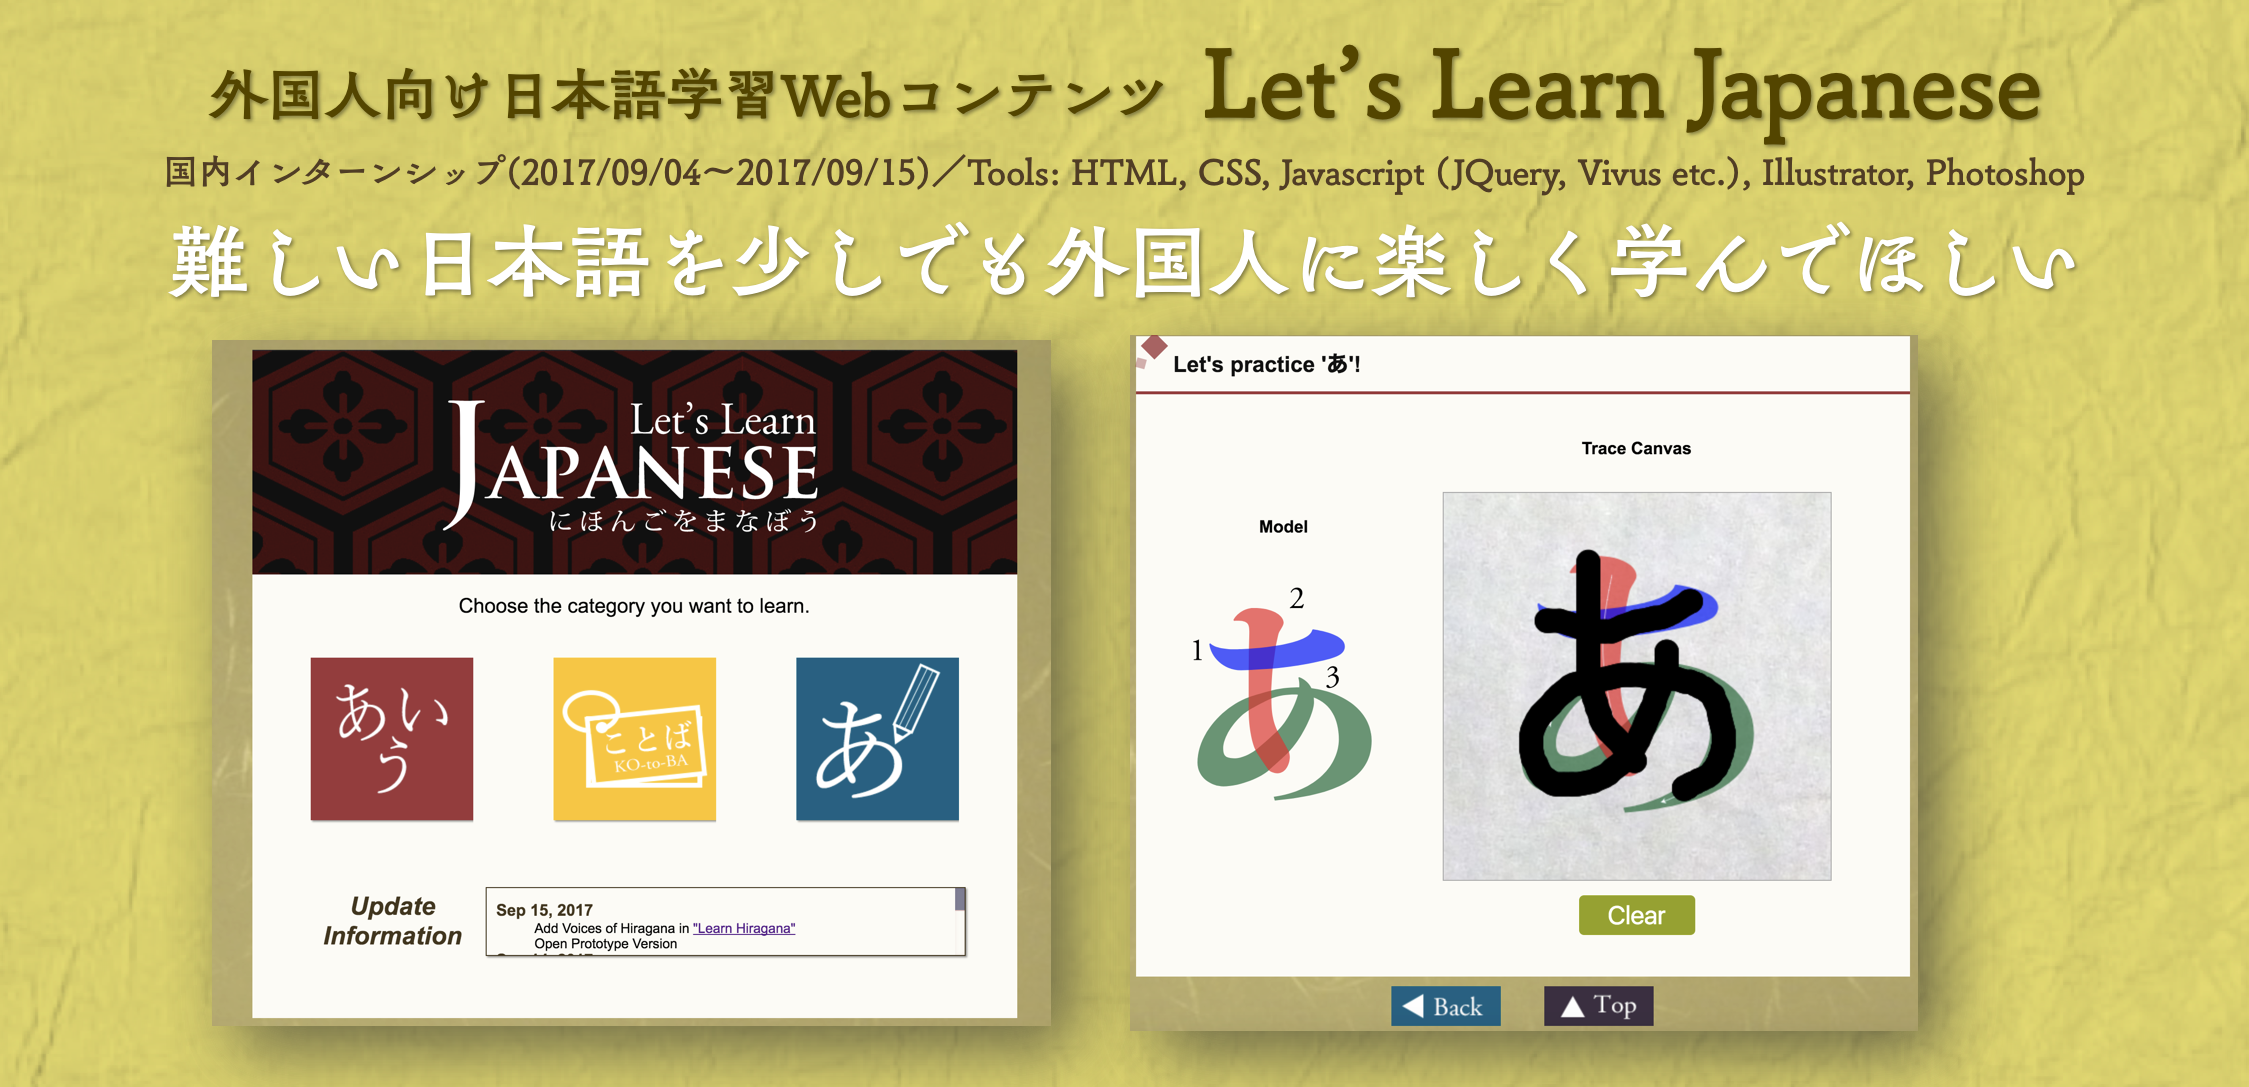 外国人向け日本語学習Webコンテンツ Let's Learn Japanese
国内インターンシップ(2017/09/04～2017/09/15)／Tools: HTML, CSS, Javascript (JQuery, Vivus etc.), Illustrator, Photoshop
難しい日本語を少しでも外国人に楽しく学んでほしい
Let's Learn
JAPANESE
にほんごをまなぼう
Choose the category you want to learn.
あい
う
ことば
KO-to-BA
あ
Update
Information
Sep 15, 2017
Add Voices of Hiragana in "Learn Hiragana"
Open Prototype Version
Let's practice 'あ'!
Model
1
2
3
あ
Trace Canvas
あ
Clear
Back
Top